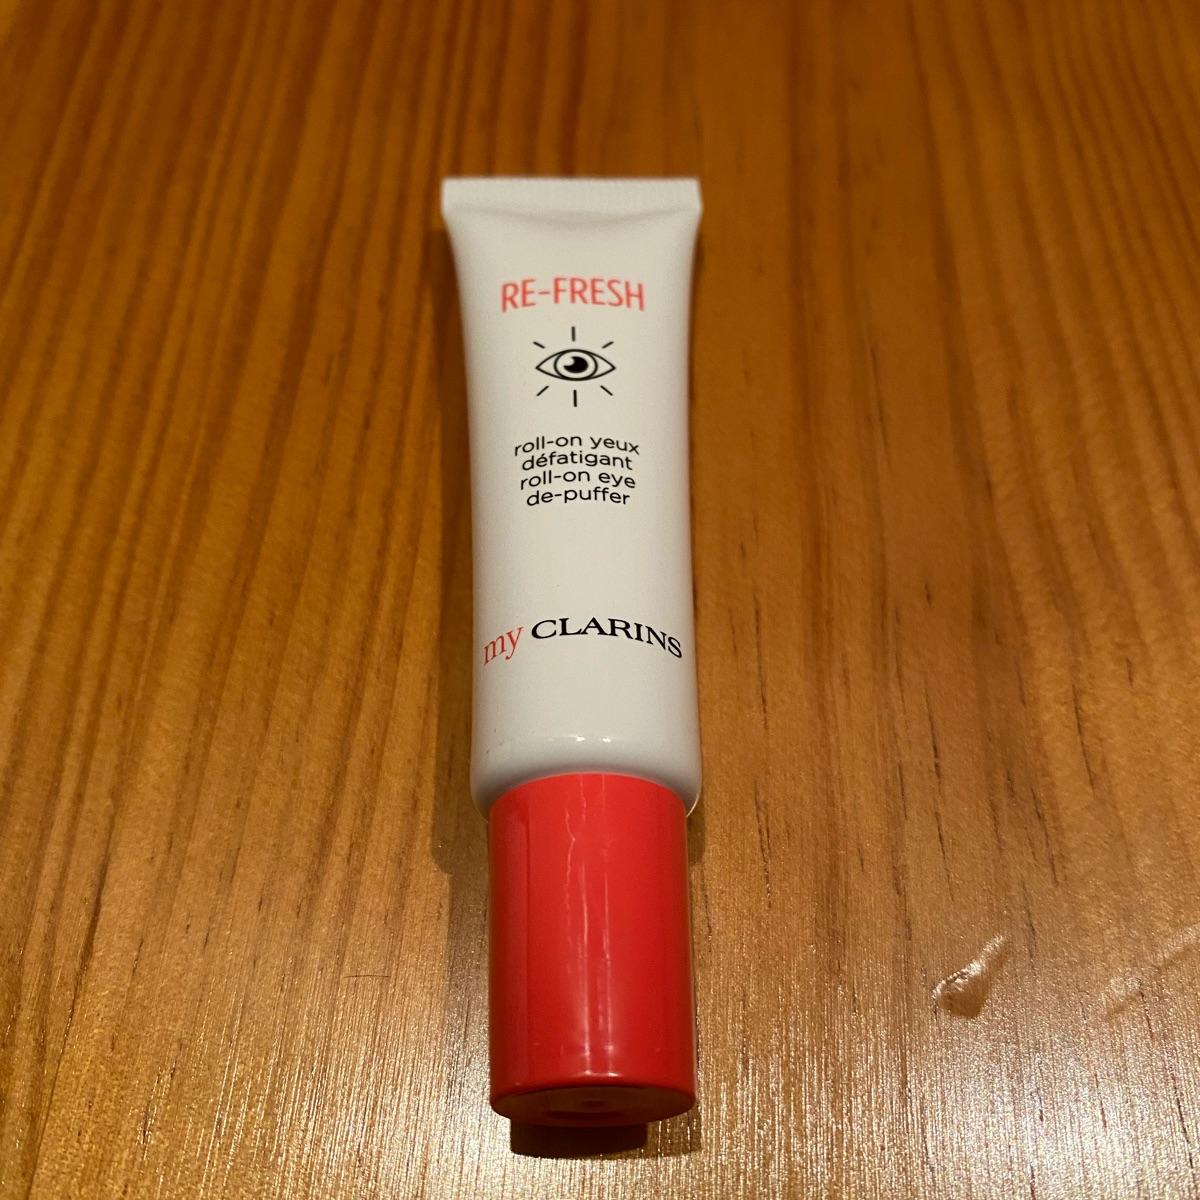 RE-FRESH
roll-on yeux
défatigant
roll-on eye
de-puffer
my CLARINS